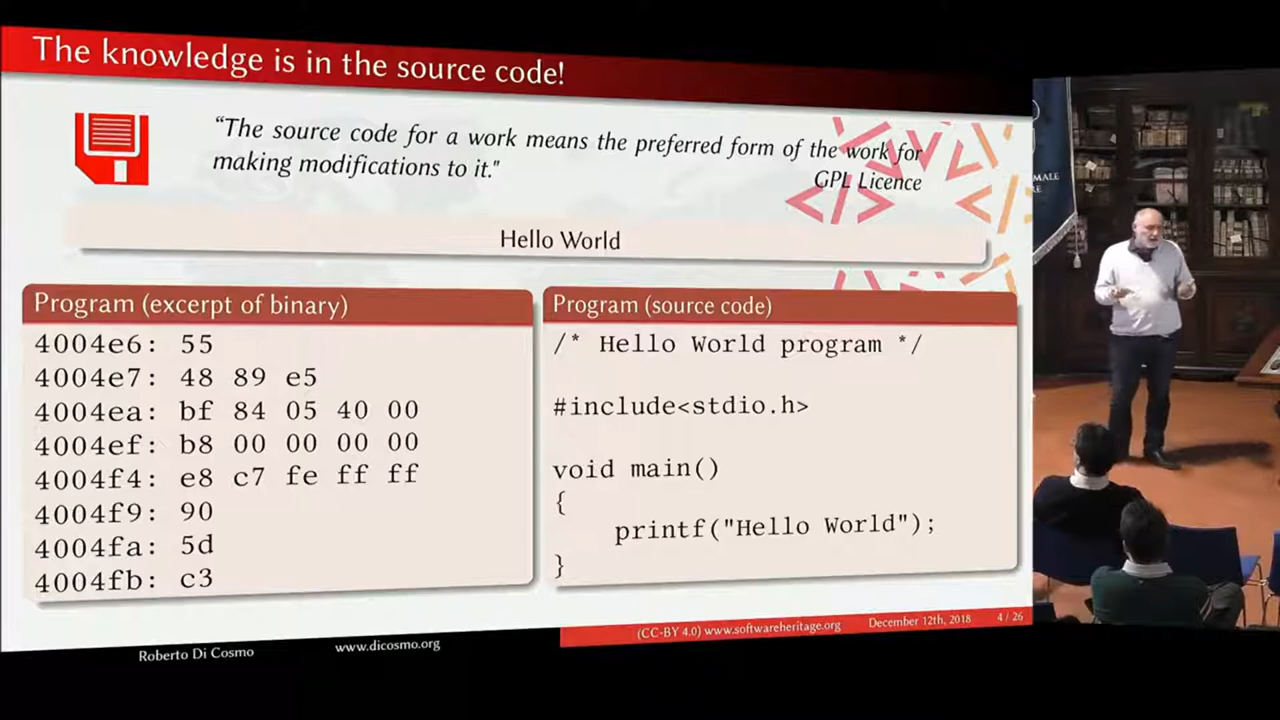 The knowledge is in the source code!
“The source code for a work means the preferred form of the work for
making modifications to it."
GPL Licence
Hello World
Program (excerpt of binary)
4004e6: 55
4004e7: 48 89 e5
4004ea: bf 84 05 40 00
4004ef: b8 00 00 00 00
4004f4: e8 c7 fe ff ff
4004f9: 90
4004fa: 5d
4004fb: c3
Program (source code)
/* Hello World program */
#include<stdio.h>
void main()
{
printf("Hello World");
}
Roberto Di Cosmo
www.dicosmo.org
(CC-BY 4.0) www.softwareheritage.org
December 12th, 2018
4 / 26